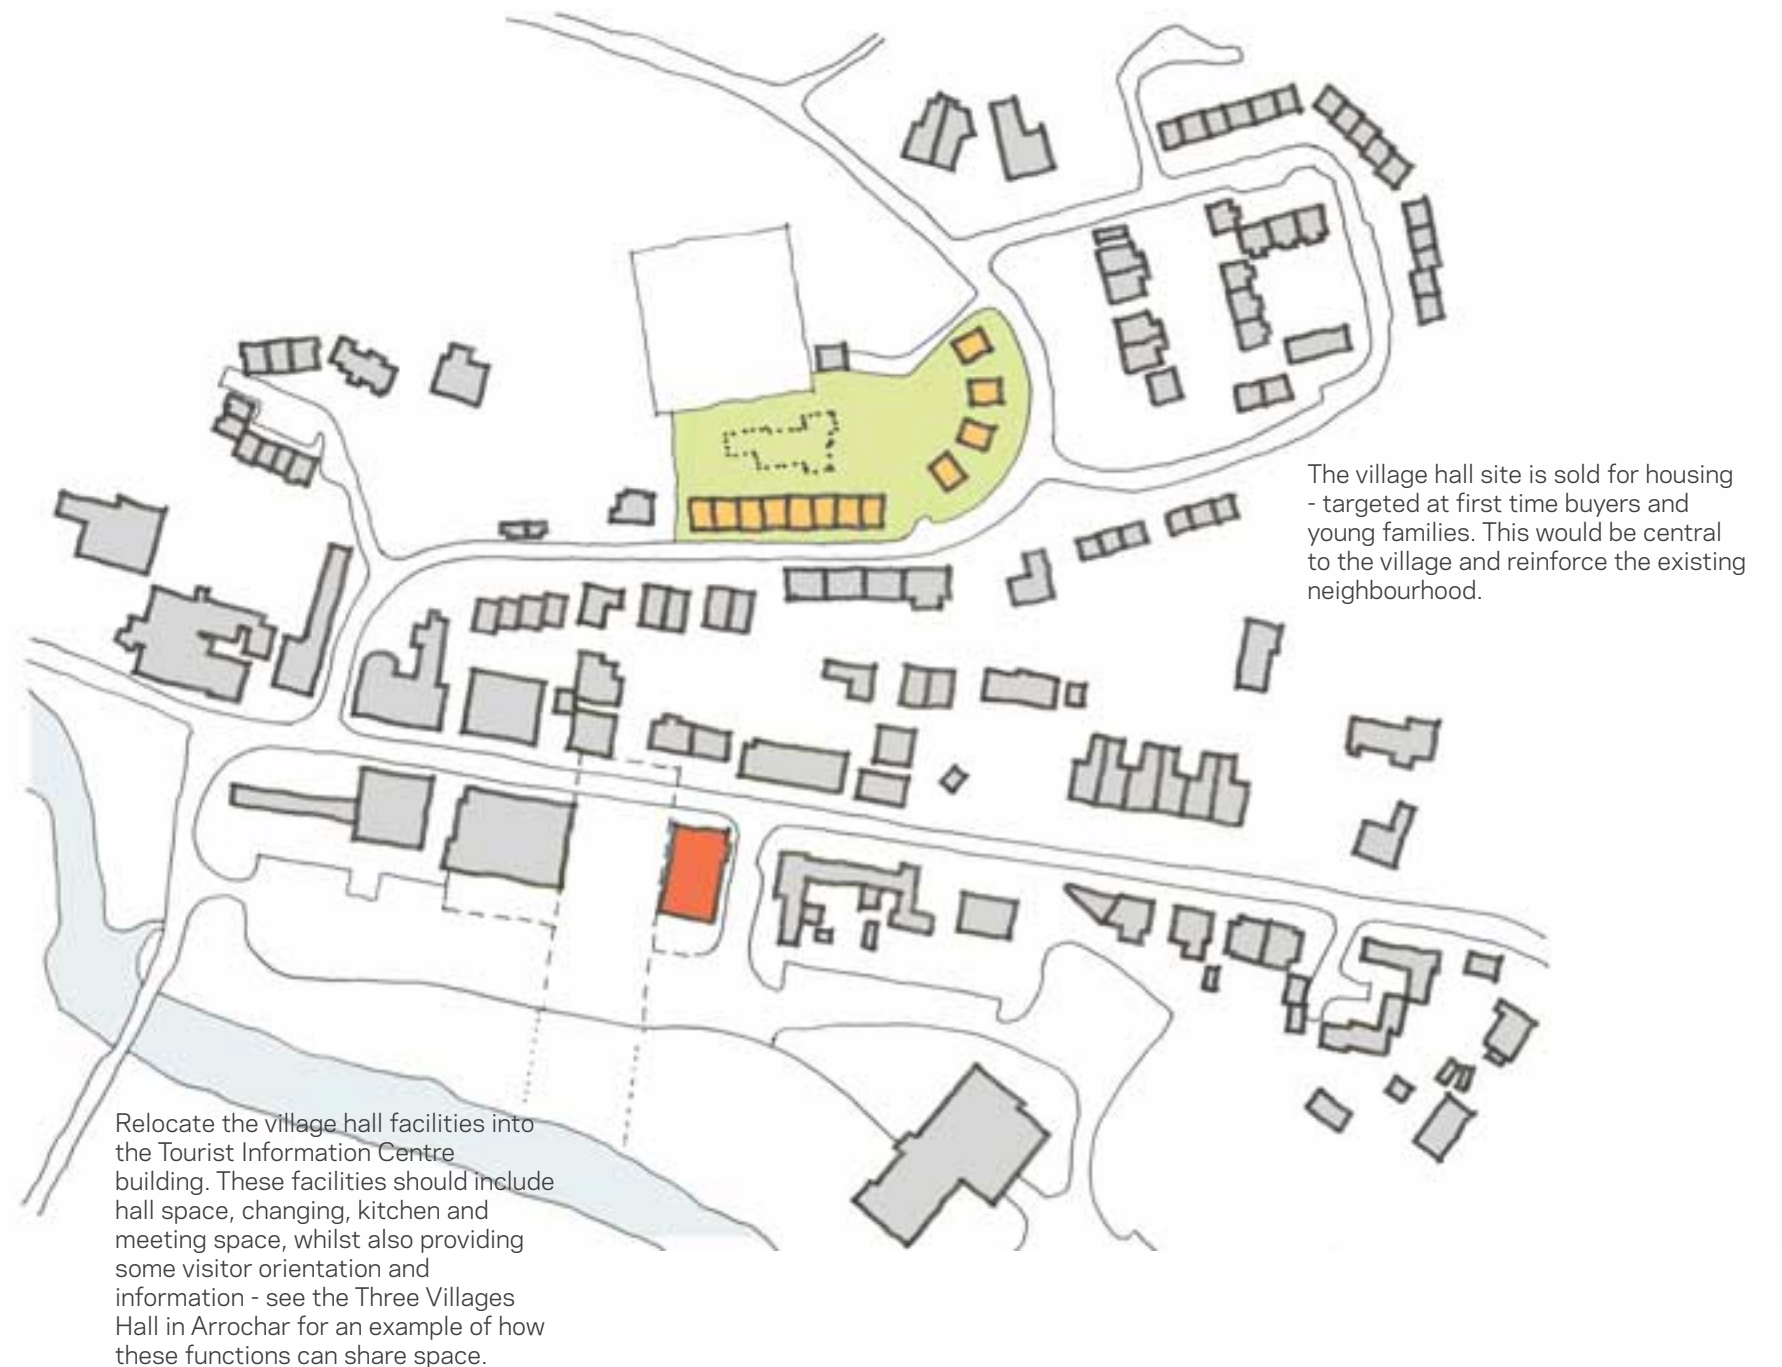 The village hall site is sold for housing
- targeted at first time buyers and
young families. This would be central
to the village and reinforce the existing
neighbourhood.
Relocate the village hall facilities into
the Tourist Information Centre
building. These facilities should include
hall space, changing, kitchen and
meeting space, whilst also providing
some visitor orientation and
information - see the Three Villages
Hall in Arrochar for an example of how
these functions can share space.